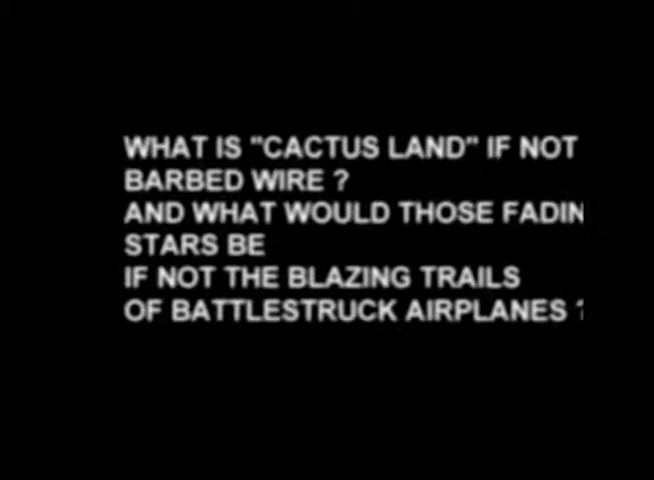 WHAT IS "CACTUS LAND" IF NOT
BARBED WIRE ?
AND WHAT WOULD THOSE FADIN
STARS BE
IF NOT THE BLAZING TRAILS
OF BATTLESTRUCK AIRPLANES ?